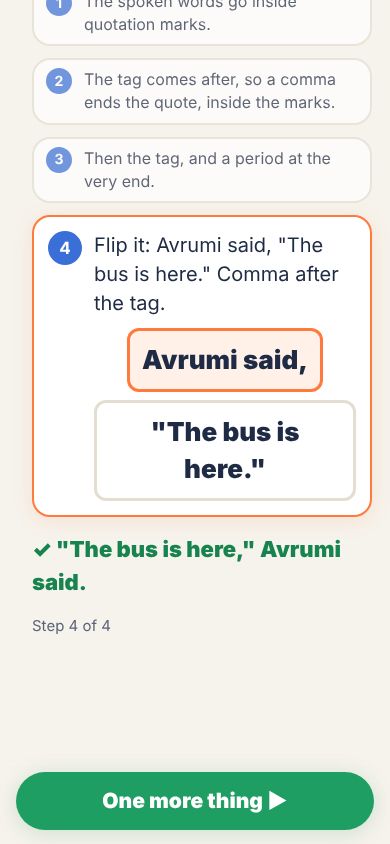 1
The spoken words go inside
quotation marks.
2
The tag comes after, so a comma
ends the quote, inside the marks.
3
Then the tag, and a period at the
very end.
4
Flip it: Avrumi said, "The
bus is here." Comma after
the tag.
Avrumi said,
"The bus is
here."
✓ "The bus is here," Avrumi
said.
Step 4 of 4
One more thing ▶